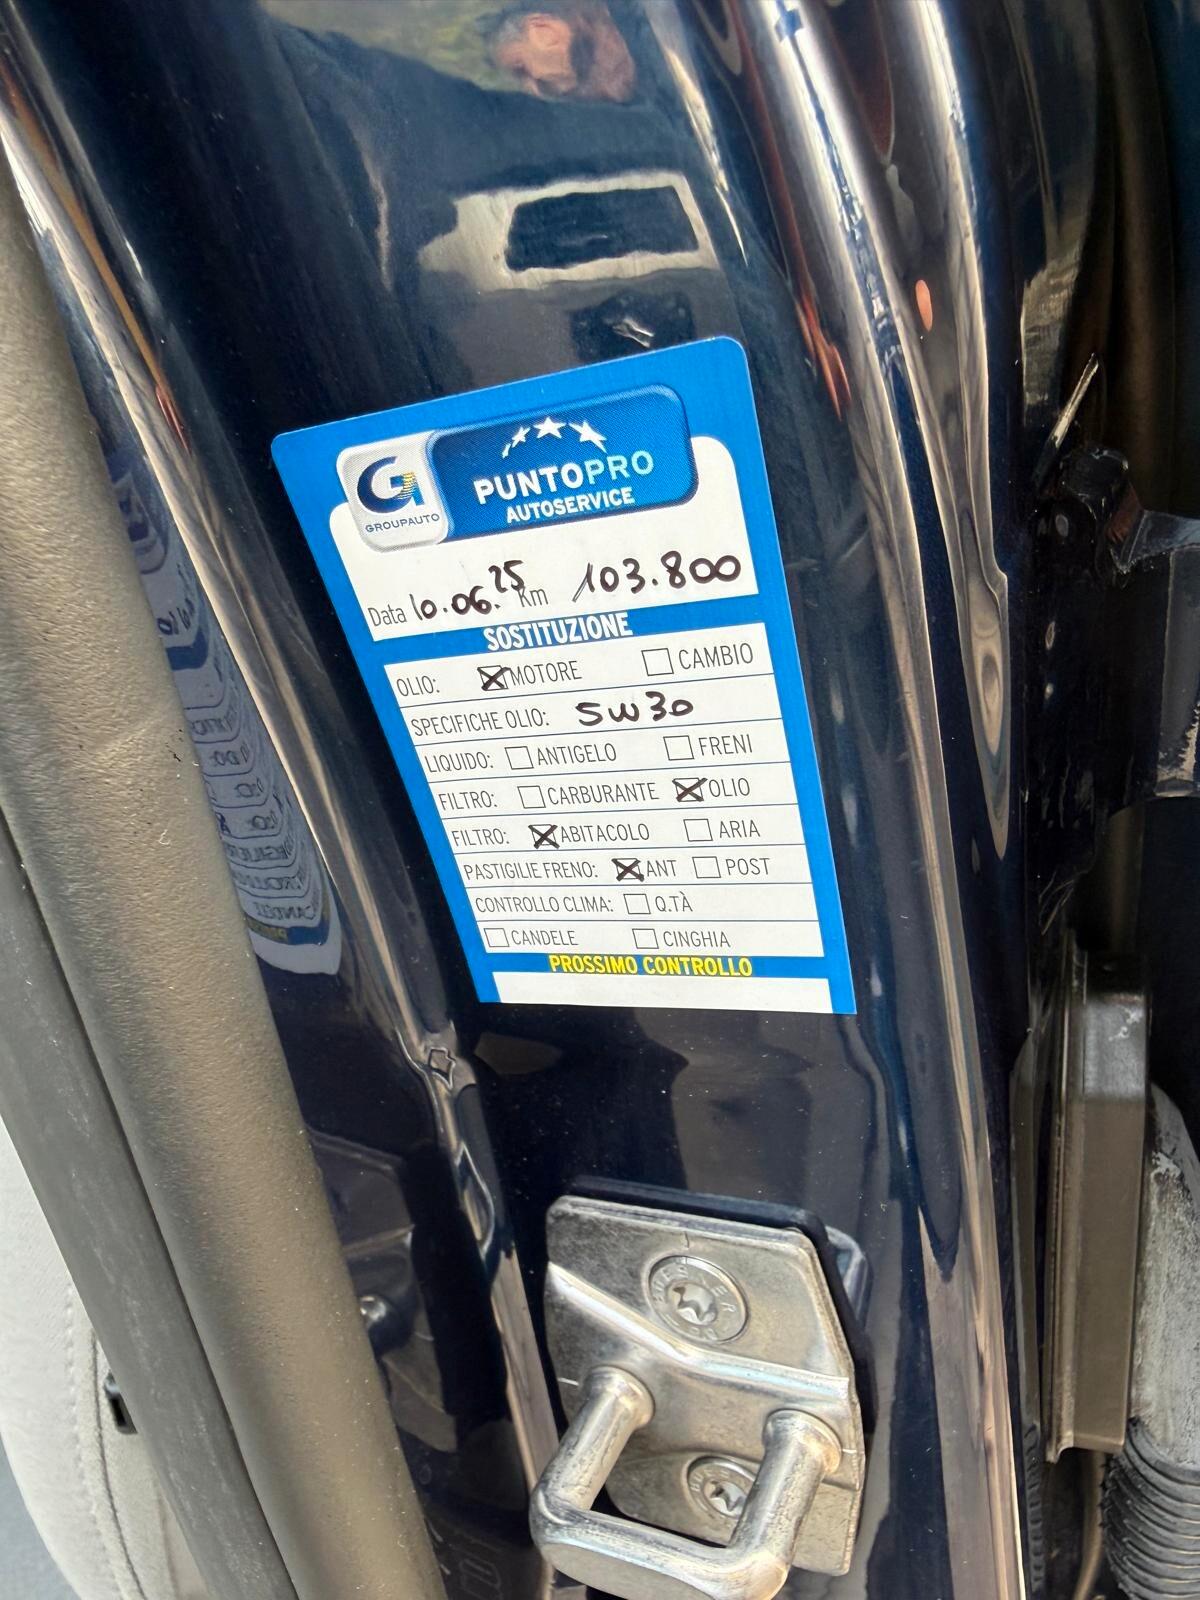 GROUPAUTO
PUNTOPRO
AUTOSERVICE
Data 10.06.25 Km 103.800
SOSTITUZIONE
OLIO: MOTORE CAMBIO
SPECIFICHE OLIO: 5W30
LIQUIDO: ANTIGELO FRENI
FILTRO: CARBURANTE OLIO
FILTRO: ABITACOLO ARIA
PASTIGLIE FRENO: ANT POST
CONTROLLO CLIMA: Q.TÀ
CANDELE CINGHIA
PROSSIMO CONTROLLO